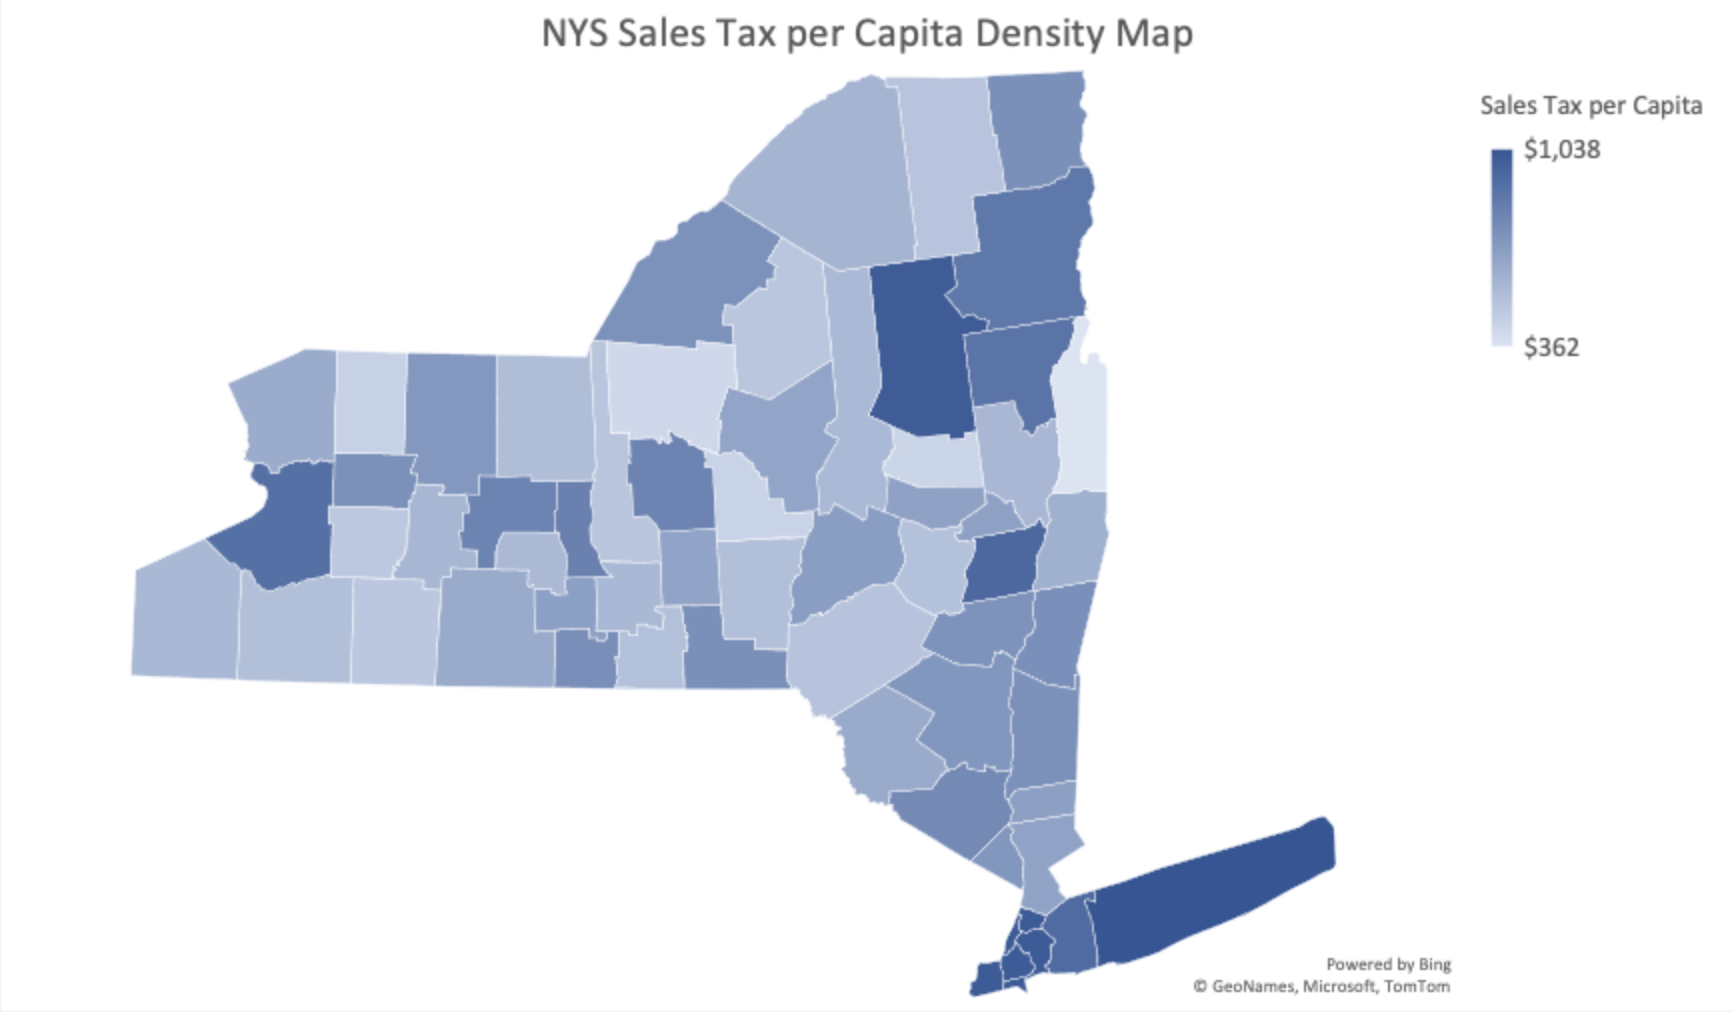 NYS Sales Tax per Capita Density Map
Sales Tax per Capita
$1,038
$362
Powered by Bing
© GeoNames, Microsoft, TomTom